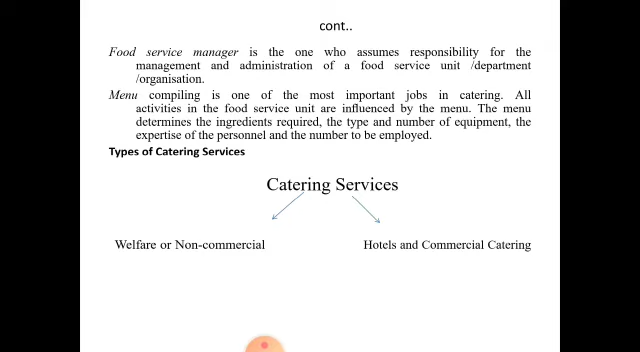 cont..
Food service manager is the one who assumes responsibility for the
management and administration of a food service unit /department
/organisation.
Menu compiling is one of the most important jobs in catering. All
activities in the food service unit are influenced by the menu. The menu
determines the ingredients required, the type and number of equipment, the
expertise of the personnel and the number to be employed.
Types of Catering Services
Catering Services
Welfare or Non-commercial
Hotels and Commercial Catering